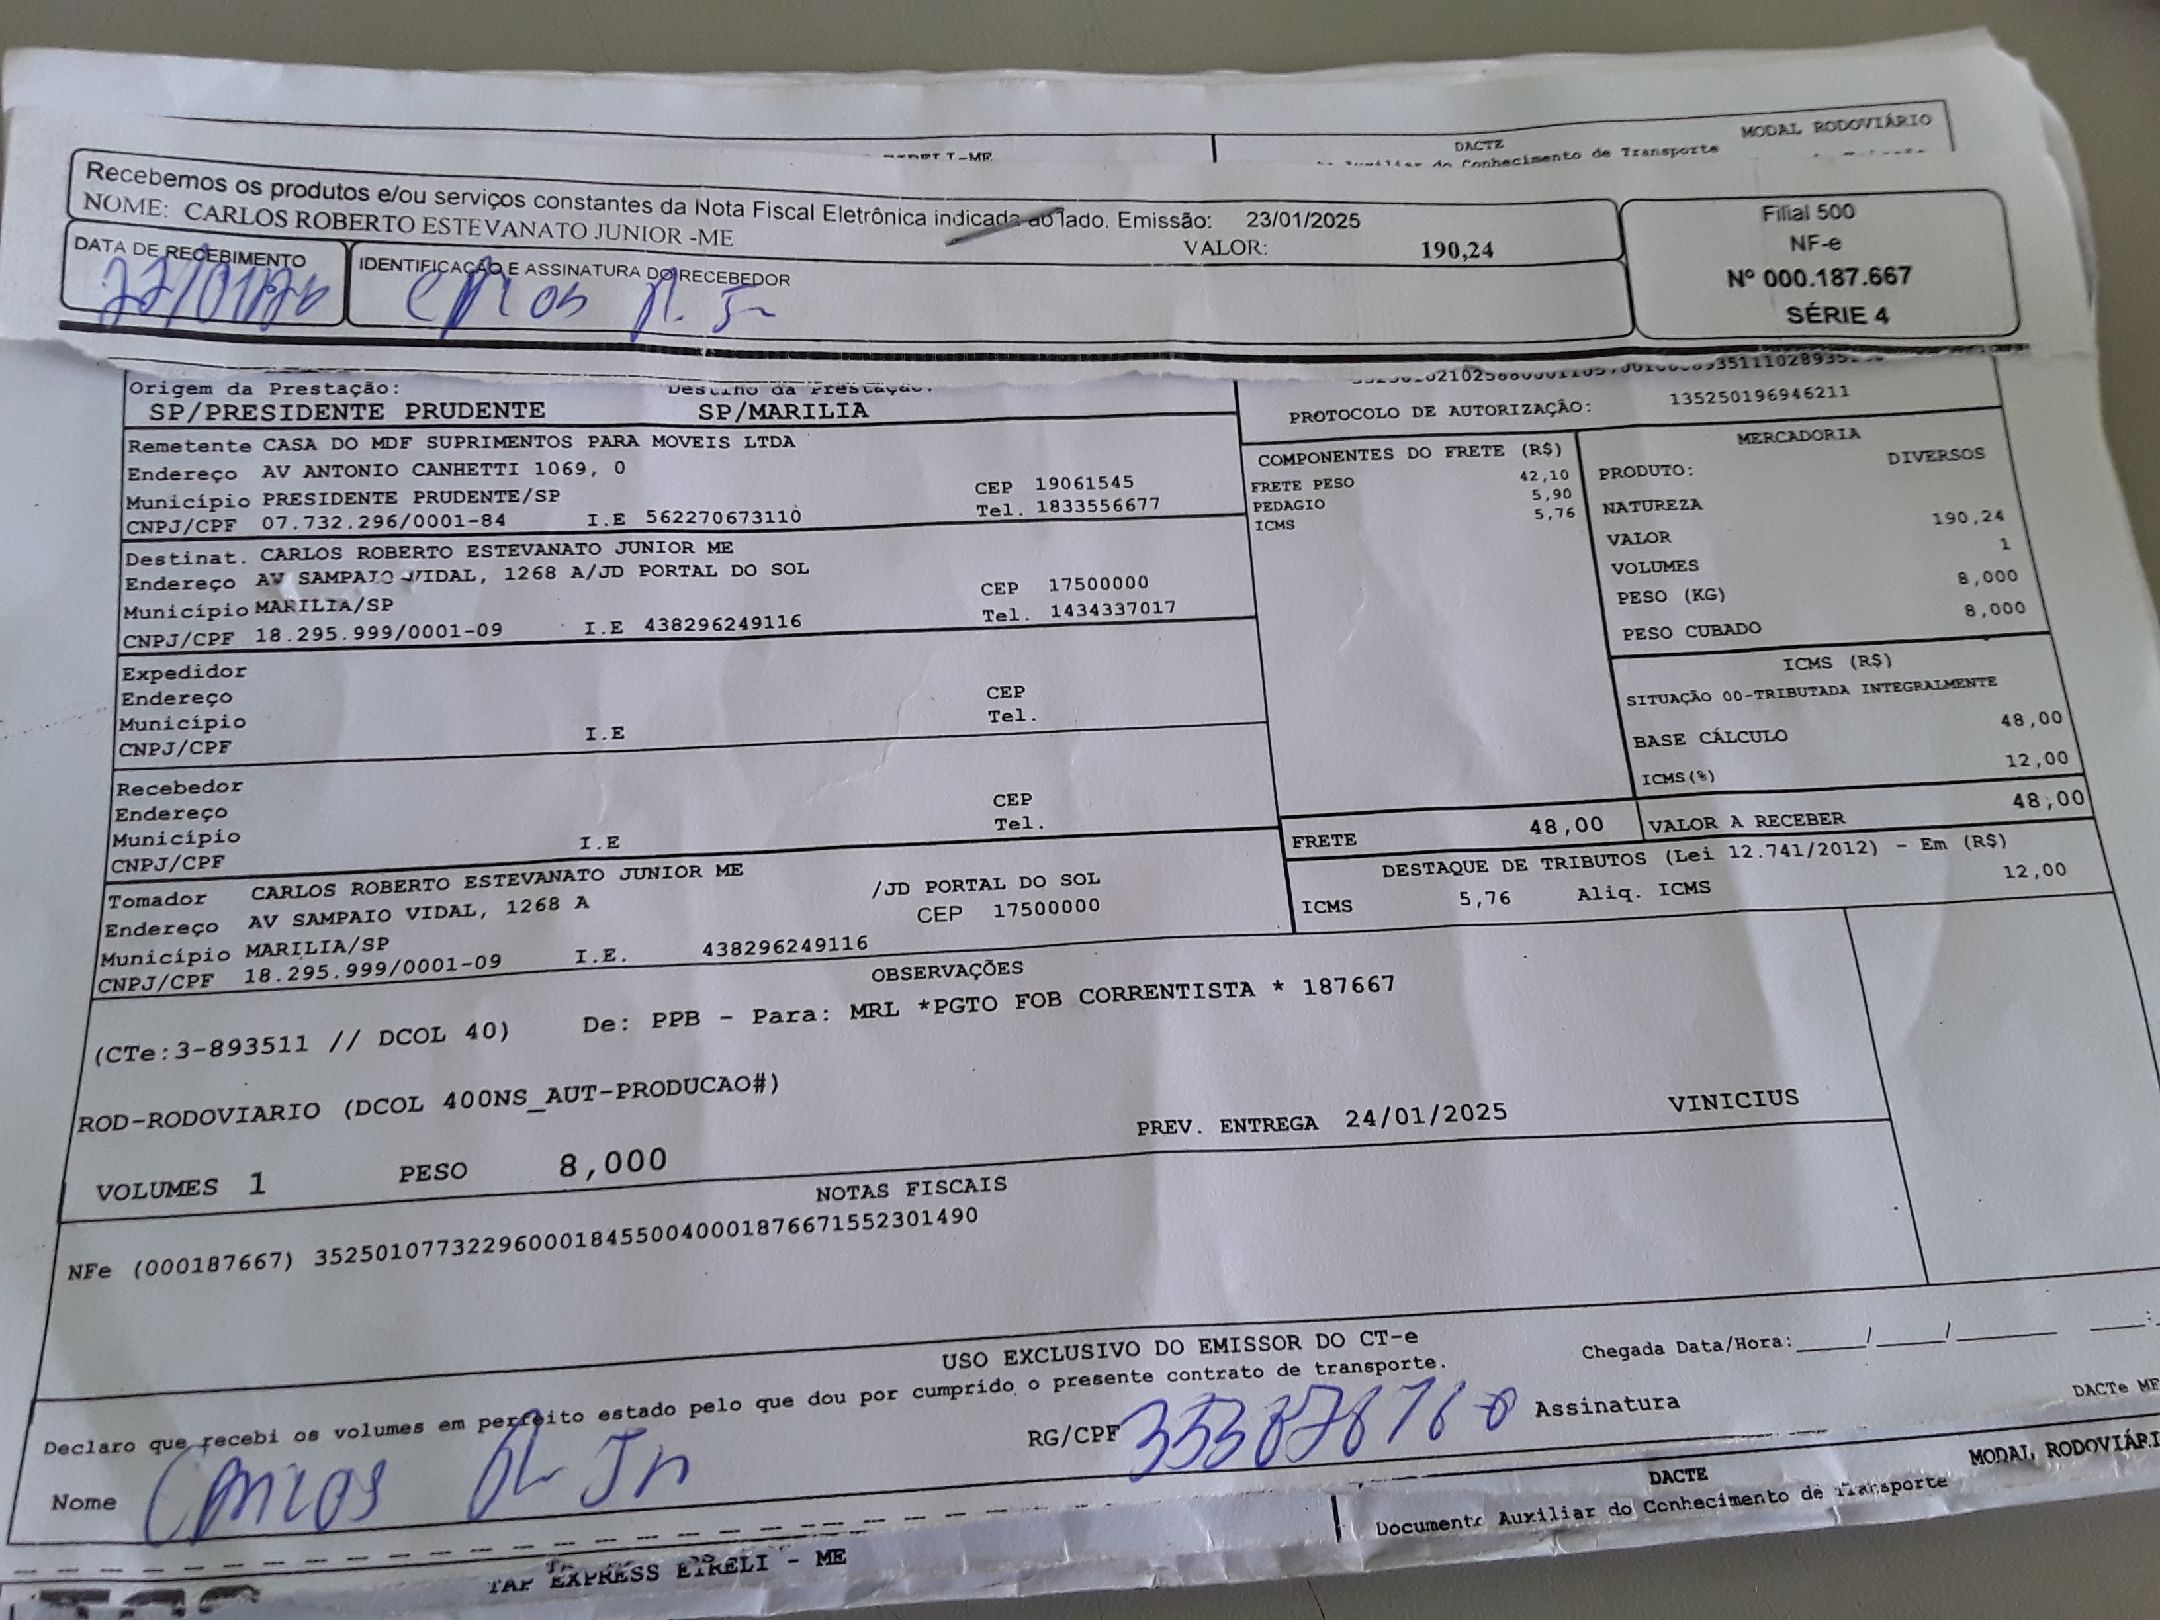 MODAL RODOVIÁRIO
DACTE
Conhecimento de Transporte
Recebemos os produtos e/ou serviços constantes da Nota Fiscal Eletrônica indicada ao lado. Emissão: 23/01/2025
NOME: CARLOS ROBERTO ESTEVANATO JUNIOR -ME VALOR: 190,24
DATA DE RECEBIMENTO
IDENTIFICAÇÃO E ASSINATURA DO RECEBEDOR
Filial 500
NF-e
Nº 000.187.667
SÉRIE 4
Origem da Prestação: Destino da Prestação:
SP/PRESIDENTE PRUDENTE SP/MARILIA
PROTOCOLO DE AUTORIZAÇÃO: 135250196946211
Remetente CASA DO MDF SUPRIMENTOS PARA MOVEIS LTDA
Endereço AV ANTONIO CANHETTI 1069, 0
Município PRESIDENTE PRUDENTE/SP CEP 19061545
CNPJ/CPF 07.732.296/0001-84 I.E 562270673110 Tel. 1833556677
Destinat. CARLOS ROBERTO ESTEVANATO JUNIOR ME
Endereço AV SAMPAIO VIDAL, 1268 A/JD PORTAL DO SOL
Município MARILIA/SP CEP 17500000
CNPJ/CPF 18.295.999/0001-09 I.E 438296249116 Tel. 1434337017
Expedidor
Endereço
Município CEP
CNPJ/CPF I.E Tel.
Recebedor
Endereço
Município CEP
CNPJ/CPF I.E Tel.
Tomador CARLOS ROBERTO ESTEVANATO JUNIOR ME
Endereço AV SAMPAIO VIDAL, 1268 A /JD PORTAL DO SOL
Município MARILIA/SP CEP 17500000
CNPJ/CPF 18.295.999/0001-09 I.E. 438296249116
COMPONENTES DO FRETE (R$)
FRETE PESO 42,10
PEDAGIO 5,90
ICMS 5,76
MERCADORIA
PRODUTO: DIVERSOS
NATUREZA
VALOR 190,24
VOLUMES 1
PESO (KG) 8,000
PESO CUBADO 8,000
ICMS (R$)
SITUAÇÃO 00-TRIBUTADA INTEGRALMENTE
BASE CÁLCULO 48,00
ICMS(%) 12,00
FRETE 48,00 VALOR A RECEBER 48,00
DESTAQUE DE TRIBUTOS (Lei 12.741/2012) - Em (R$)
ICMS 5,76 Aliq. ICMS 12,00
OBSERVAÇÕES
(CTe:3-893511 // DCOL 40) De: PPB - Para: MRL *PGTO FOB CORRENTISTA * 187667
ROD-RODOVIARIO (DCOL 400NS_AUT-PRODUCAO#)
PREV. ENTREGA 24/01/2025 VINICIUS
VOLUMES 1 PESO 8,000
NOTAS FISCAIS
NFe (000187667) 35250107732296000184550040001876671552301490
USO EXCLUSIVO DO EMISSOR DO CT-e
Declaro que recebi os volumes em perfeito estado pelo que dou por cumprido o presente contrato de transporte.
Chegada Data/Hora:____/____/______ ___:
Nome Carlos R. Jr RG/CPF Assinatura
DACTe
MODAL RODOVIÁRI
DACTE
Documento Auxiliar do Conhecimento de Transporte
EXPRESS EIRELI - ME